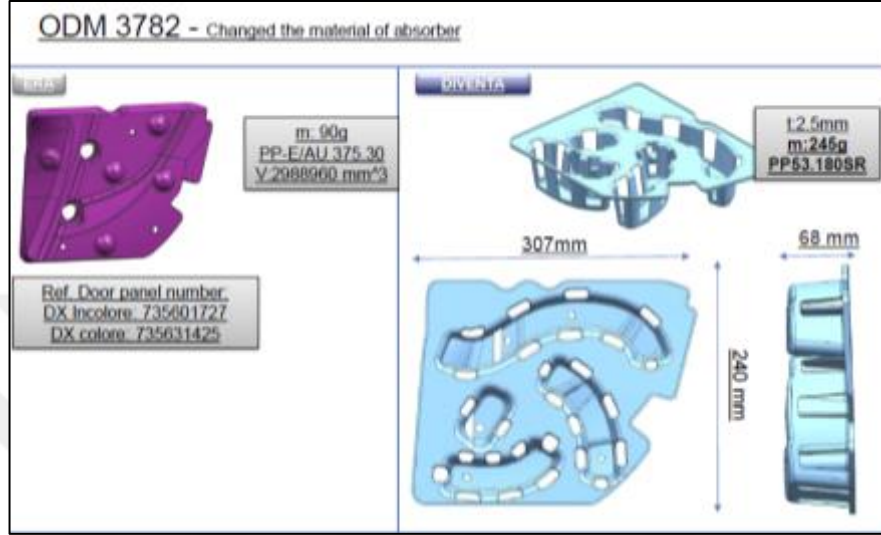 ODM 3782 - Changed the material of absorber
ERA
m: 90g
PP-E/AU 375.30
V:2988960 mm^3
Ref. Door panel number:
DX Incolore: 735601727
DX colore: 735631425
DIVENTA
t:2.5mm
m:245g
PP53.180SR
307mm
68 mm
240 mm